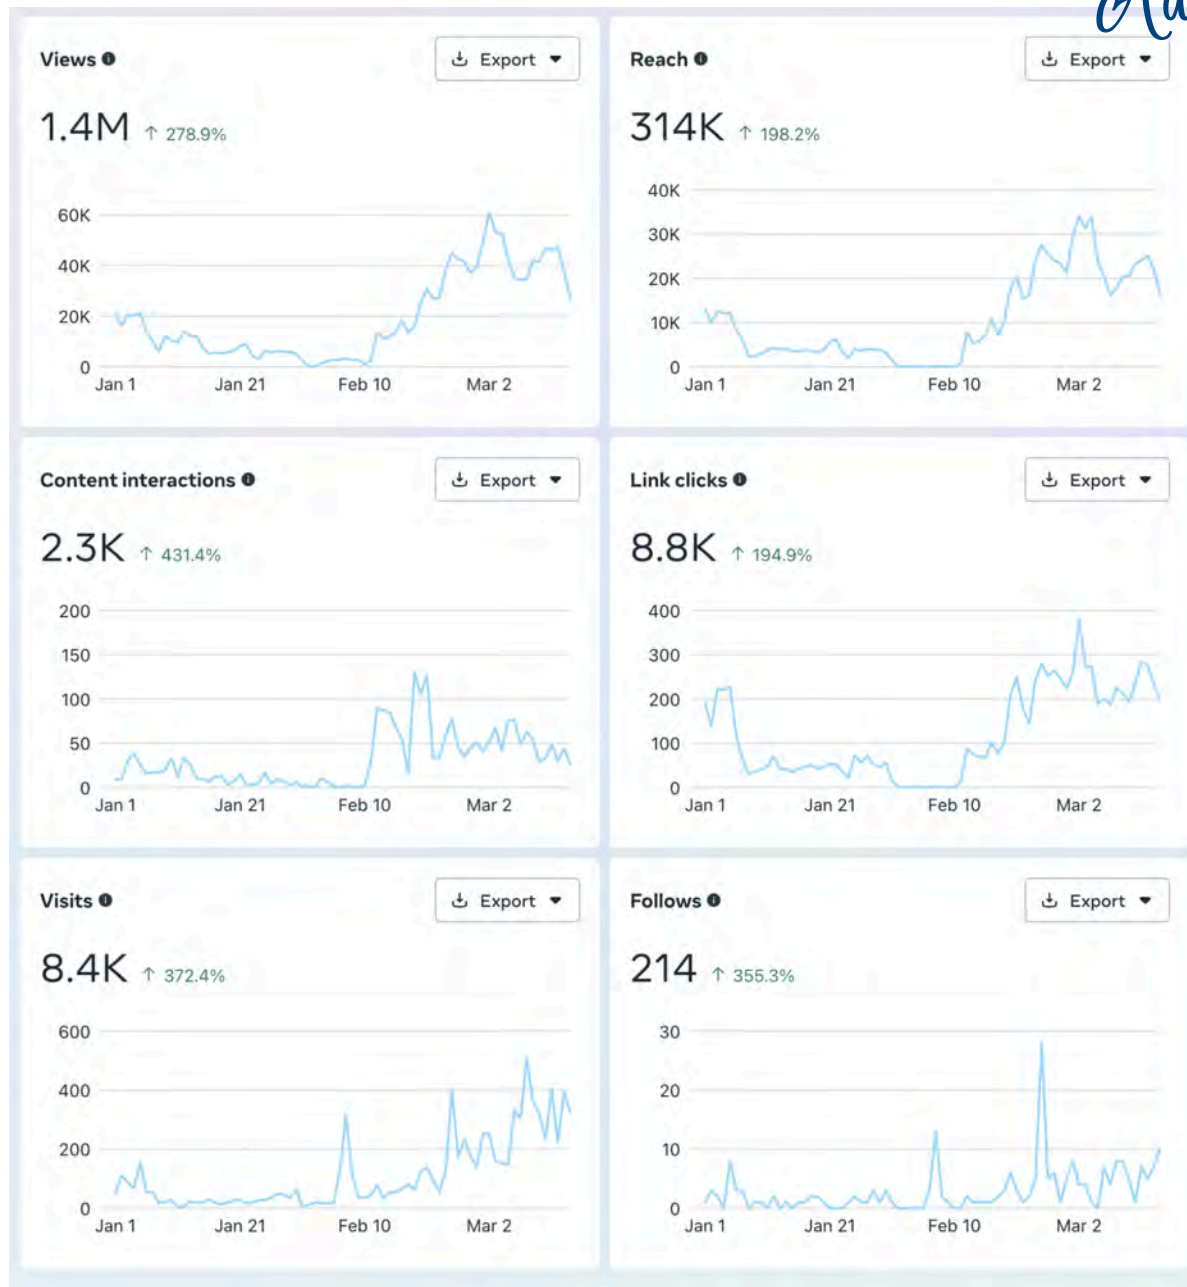 Views
Export
1.4M ↑ 278.9%
60K
40K
20K
0
Jan 1 Jan 21 Feb 10 Mar 2
Reach
Export
314K ↑ 198.2%
40K
30K
20K
10K
0
Jan 1 Jan 21 Feb 10 Mar 2
Content interactions
Export
2.3K ↑ 431.4%
200
150
100
50
0
Jan 1 Jan 21 Feb 10 Mar 2
Link clicks
Export
8.8K ↑ 194.9%
400
300
200
100
0
Jan 1 Jan 21 Feb 10 Mar 2
Visits
Export
8.4K ↑ 372.4%
600
400
200
0
Jan 1 Jan 21 Feb 10 Mar 2
Follows
Export
214 ↑ 355.3%
30
20
10
0
Jan 1 Jan 21 Feb 10 Mar 2